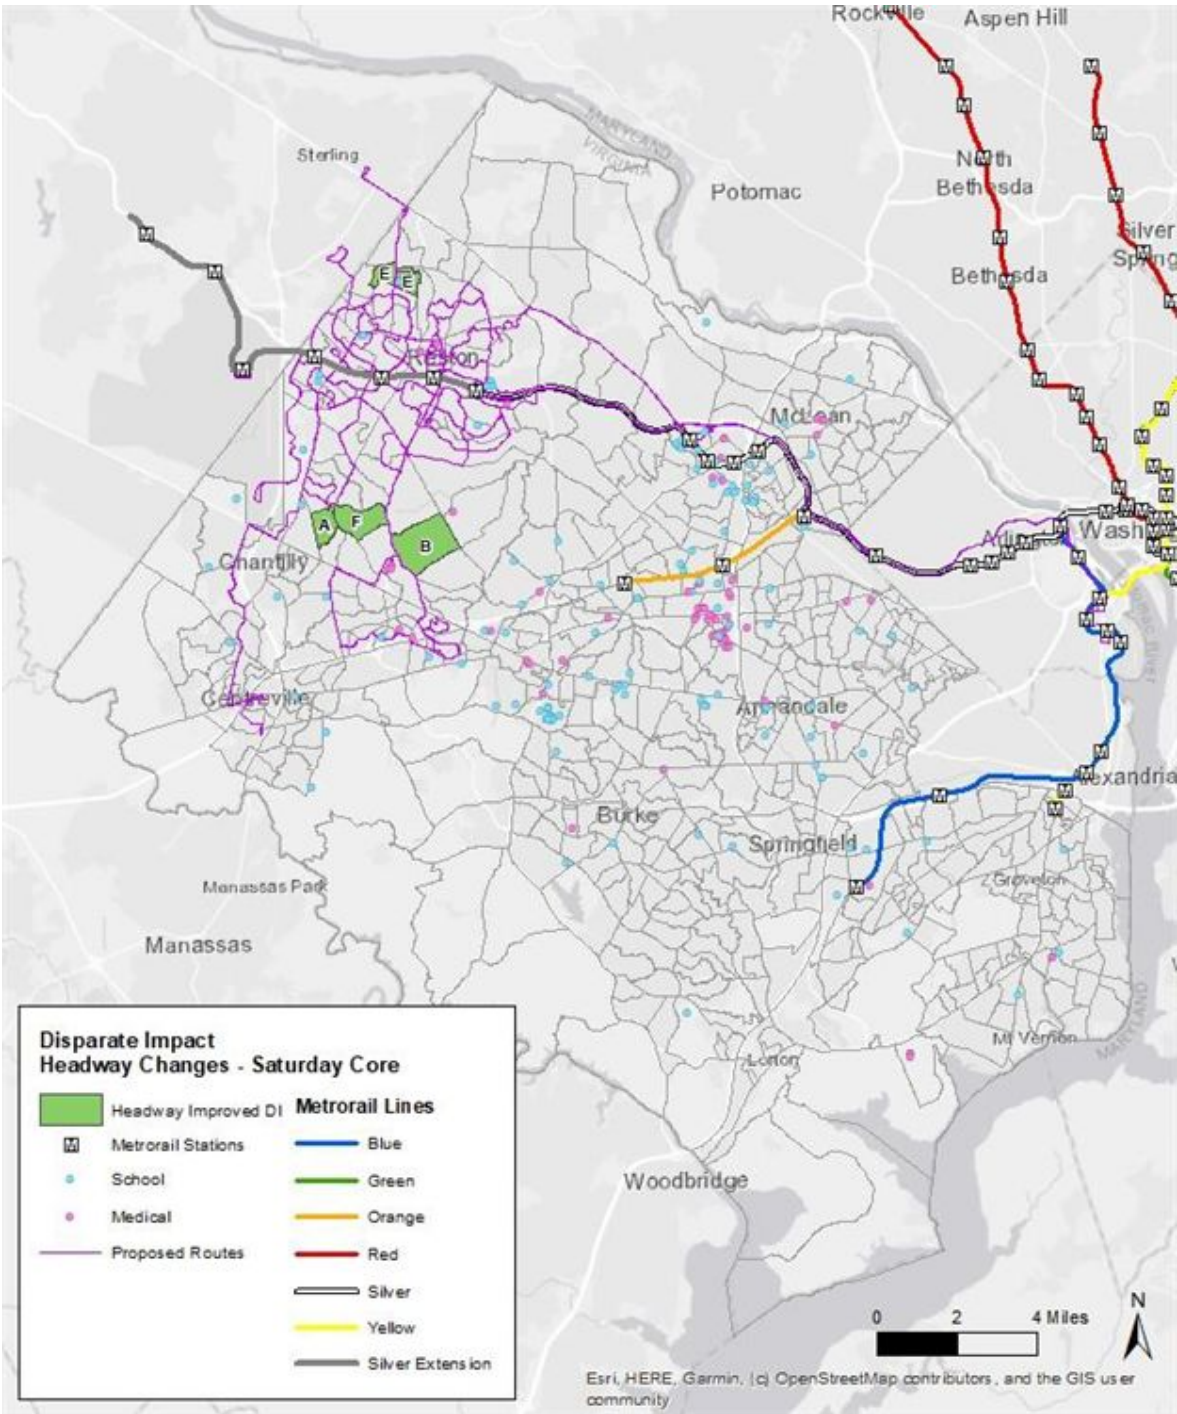 Rockville
Aspen Hill
MARYLAND
VIRGINIA
Sterling
North
Bethesda
Potomac
Silver
Spring
Bethesda
E
E
Reston
McLean
A
F
B
Chantilly
Arlington
Wash
Centreville
Annandale
Alexandria
Burke
Springfield
Groveton
Manassas Park
Manassas
Mt Vernon
MARYLAND
Lorton
Woodbridge
Disparate Impact
Headway Changes - Saturday Core
Headway Improved DI
Metrorail Stations
School
Medical
Proposed Routes
Metrorail Lines
Blue
Green
Orange
Red
Silver
Yellow
Silver Extension
0 2 4 Miles
N
Esri, HERE, Garmin, (c) OpenStreetMap contributors, and the GIS user
community